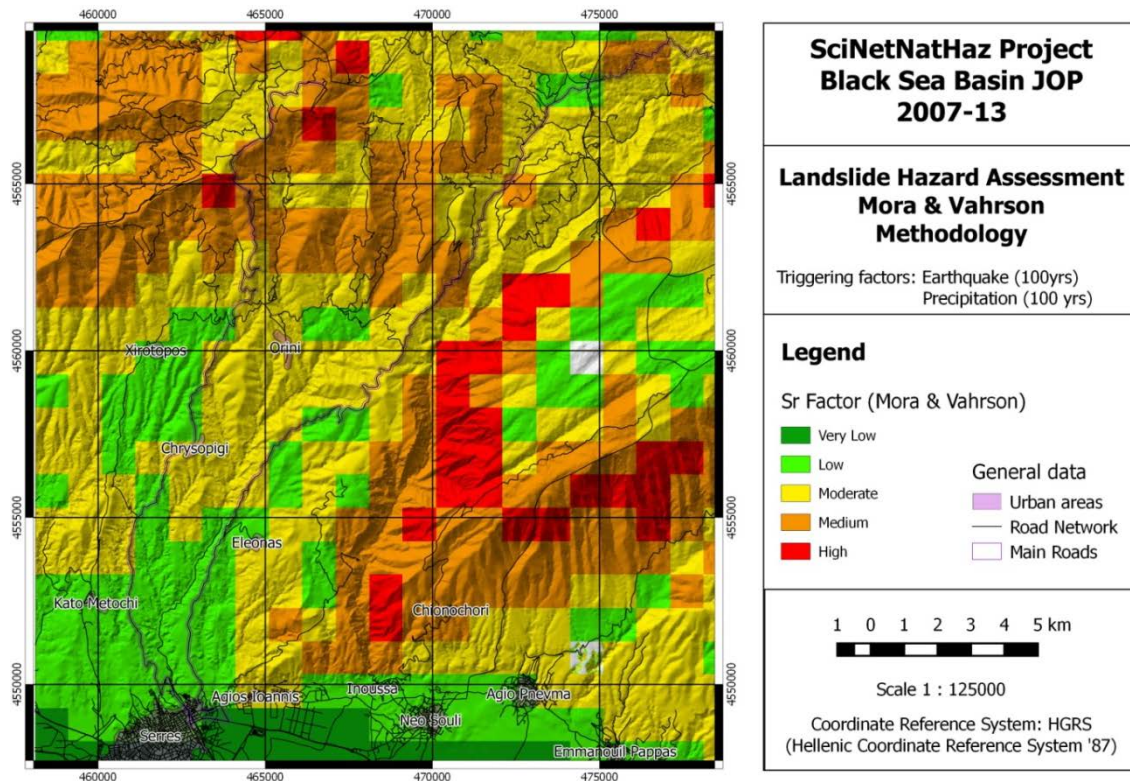 460000 465000 470000 475000
4565000 4565000
4560000 4560000
4555000 4555000
4550000 4550000
Xirotopos
Orini
Chrysopigi
Eleonas
Kato Metochi
Chionochori
Agios Ioannis
Inoussa
Agio Pnevma
Neo Souli
Serres
Emmanouil Pappas
460000 465000 470000 475000
SciNetNatHaz Project
Black Sea Basin JOP
2007-13
Landslide Hazard Assessment
Mora & Vahrson
Methodology
Triggering factors: Earthquake (100yrs)
Precipitation (100 yrs)
Legend
Sr Factor (Mora & Vahrson)
Very Low
Low
Moderate
Medium
High
General data
Urban areas
Road Network
Main Roads
1 0 1 2 3 4 5 km
Scale 1 : 125000
Coordinate Reference System: HGRS
(Hellenic Coordinate Reference System '87)